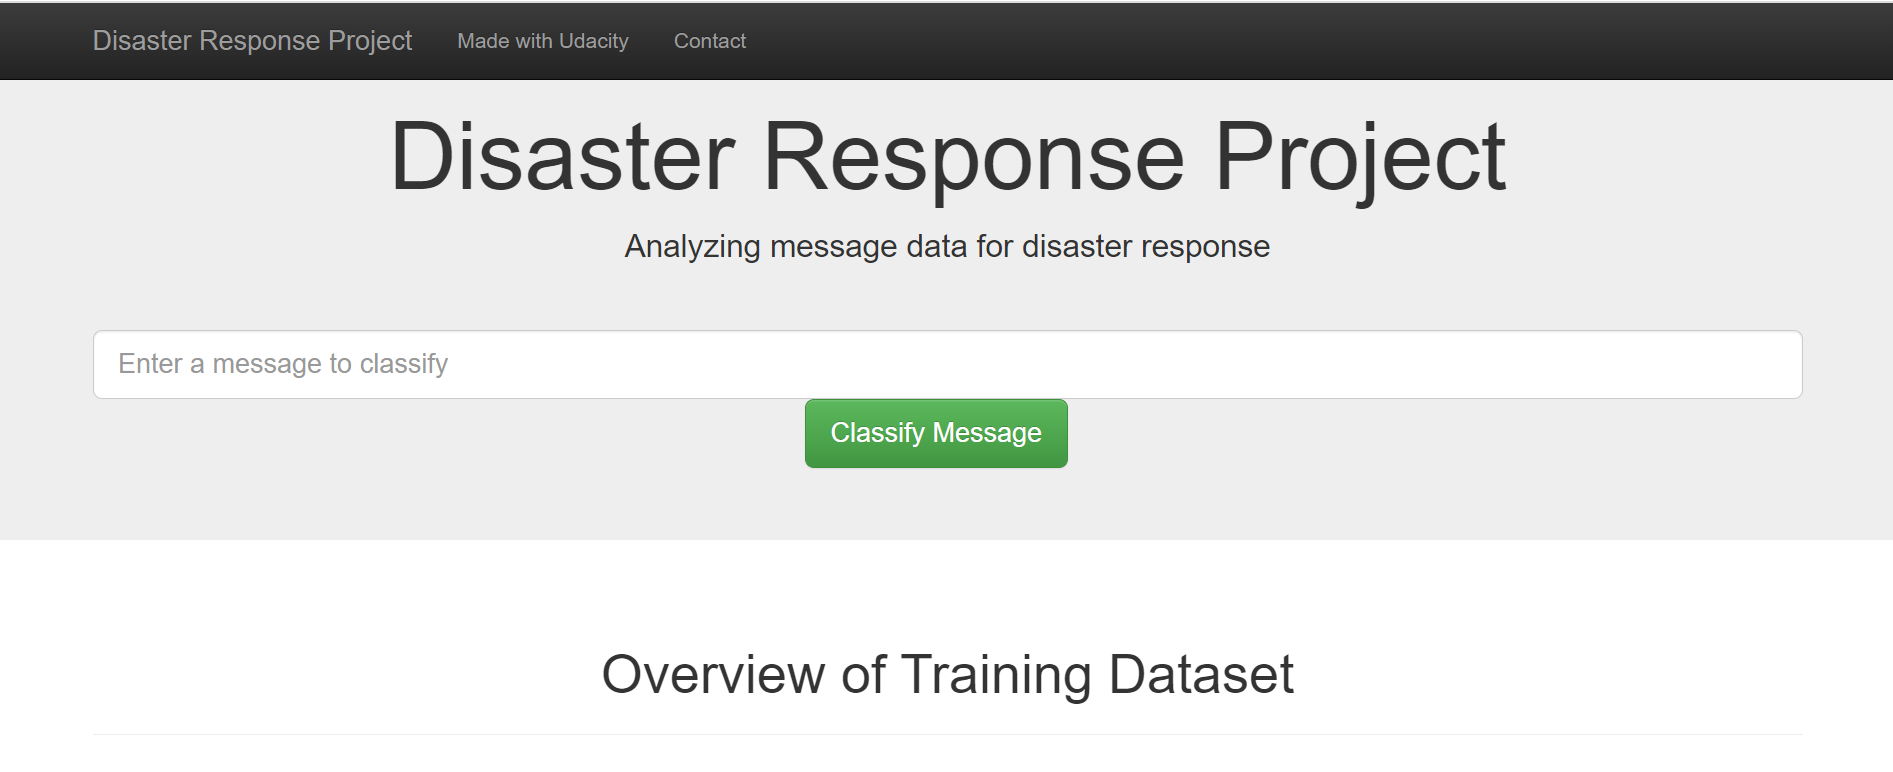 Disaster Response Project Made with Udacity Contact
Disaster Response Project
Analyzing message data for disaster response
Enter a message to classify
Classify Message
Overview of Training Dataset